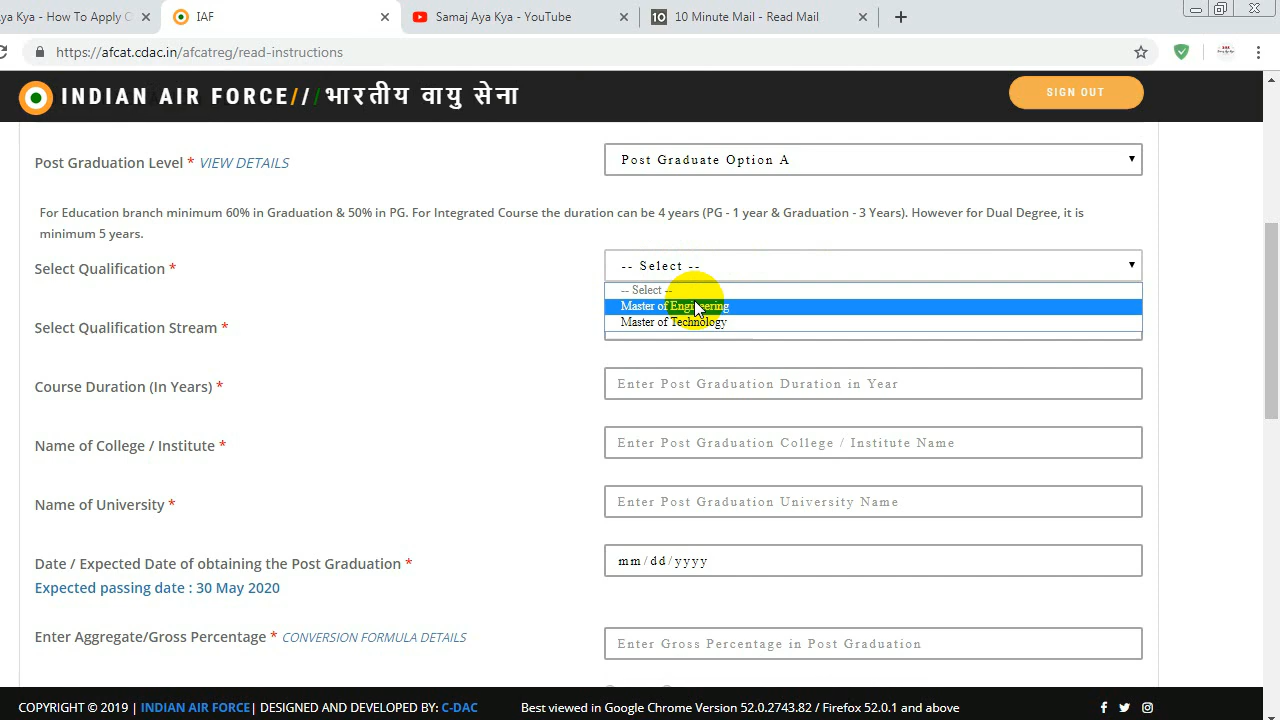 aya Kya - How To Apply
IAF
Samaj Aya Kya - YouTube
10 Minute Mail - Read Mail
https://afcat.cdac.in/afcatreg/read-instructions
INDIAN AIR FORCE/// भारतीय वायु सेना
SIGN OUT
Post Graduation Level * VIEW DETAILS
Post Graduate Option A
For Education branch minimum 60% in Graduation & 50% in PG. For Integrated Course the duration can be 4 years (PG - 1 year & Graduation - 3 Years). However for Dual Degree, it is
minimum 5 years.
Select Qualification *
-- Select --
-- Select --
Master of Engineering
Master of Technology
Select Qualification Stream *
Course Duration (In Years) *
Enter Post Graduation Duration in Year
Name of College / Institute *
Enter Post Graduation College / Institute Name
Name of University *
Enter Post Graduation University Name
Date / Expected Date of obtaining the Post Graduation *
mm/dd/yyyy
Expected passing date : 30 May 2020
Enter Aggregate/Gross Percentage * CONVERSION FORMULA DETAILS
Enter Gross Percentage in Post Graduation
COPYRIGHT © 2019 | INDIAN AIR FORCE| DESIGNED AND DEVELOPED BY: C-DAC
Best viewed in Google Chrome Version 52.0.2743.82 / Firefox 52.0.1 and above